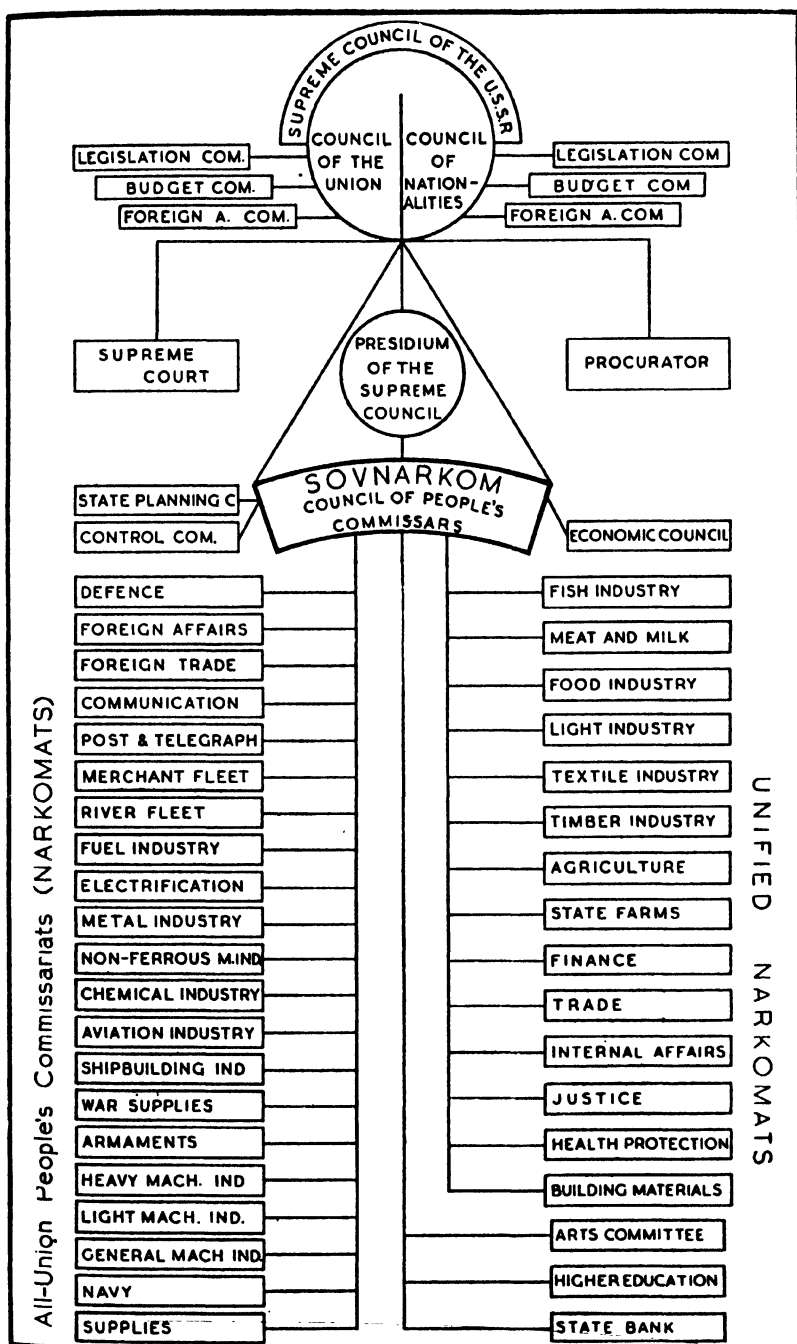 SUPREME COUNCIL OF THE U.S.S.R
COUNCIL
OF THE
UNION
COUNCIL
OF
NATION-
ALITIES
LEGISLATION COM.
BUDGET COM.
FOREIGN A. COM.
LEGISLATION COM
BUDGET COM
FOREIGN A. COM
SUPREME
COURT
PRESIDIUM
OF THE
SUPREME
COUNCIL
PROCURATOR
SOVNARKOM
COUNCIL OF PEOPLE'S
COMMISSARS
STATE PLANNING C
CONTROL COM.
ECONOMIC COUNCIL
All-Union People's Commissariats (NARKOMATS)
DEFENCE
FOREIGN AFFAIRS
FOREIGN TRADE
COMMUNICATION
POST & TELEGRAPH
MERCHANT FLEET
RIVER FLEET
FUEL INDUSTRY
ELECTRIFICATION
METAL INDUSTRY
NON-FERROUS M.IND
CHEMICAL INDUSTRY
AVIATION INDUSTRY
SHIPBUILDING IND
WAR SUPPLIES
ARMAMENTS
HEAVY MACH. IND
LIGHT MACH. IND.
GENERAL MACH IND.
NAVY
SUPPLIES
FISH INDUSTRY
MEAT AND MILK
FOOD INDUSTRY
LIGHT INDUSTRY
TEXTILE INDUSTRY
TIMBER INDUSTRY
AGRICULTURE
STATE FARMS
FINANCE
TRADE
INTERNAL AFFAIRS
JUSTICE
HEALTH PROTECTION
BUILDING MATERIALS
ARTS COMMITTEE
HIGHER EDUCATION
STATE BANK
UNIFIED NARKOMATS